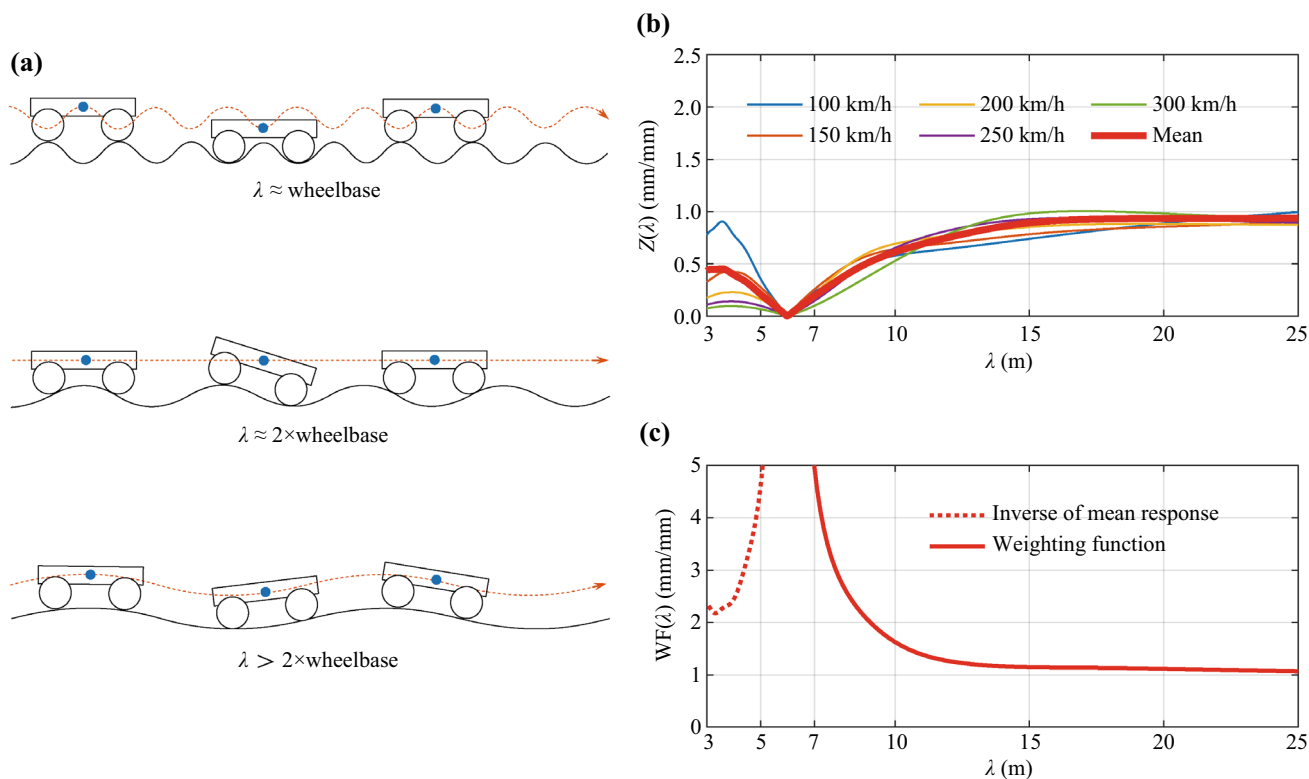 (a)
λ ≈ wheelbase
λ ≈ 2×wheelbase
λ > 2×wheelbase
(b)
2.5
2.0
1.5
1.0
0.5
0.0
Z(λ) (mm/mm)
100 km/h 200 km/h 300 km/h
150 km/h 250 km/h Mean
3 5 7 10 15 20 25
λ (m)
(c)
5
4
3
2
1
0
WF(λ) (mm/mm)
Inverse of mean response
Weighting function
3 5 7 10 15 20 25
λ (m)